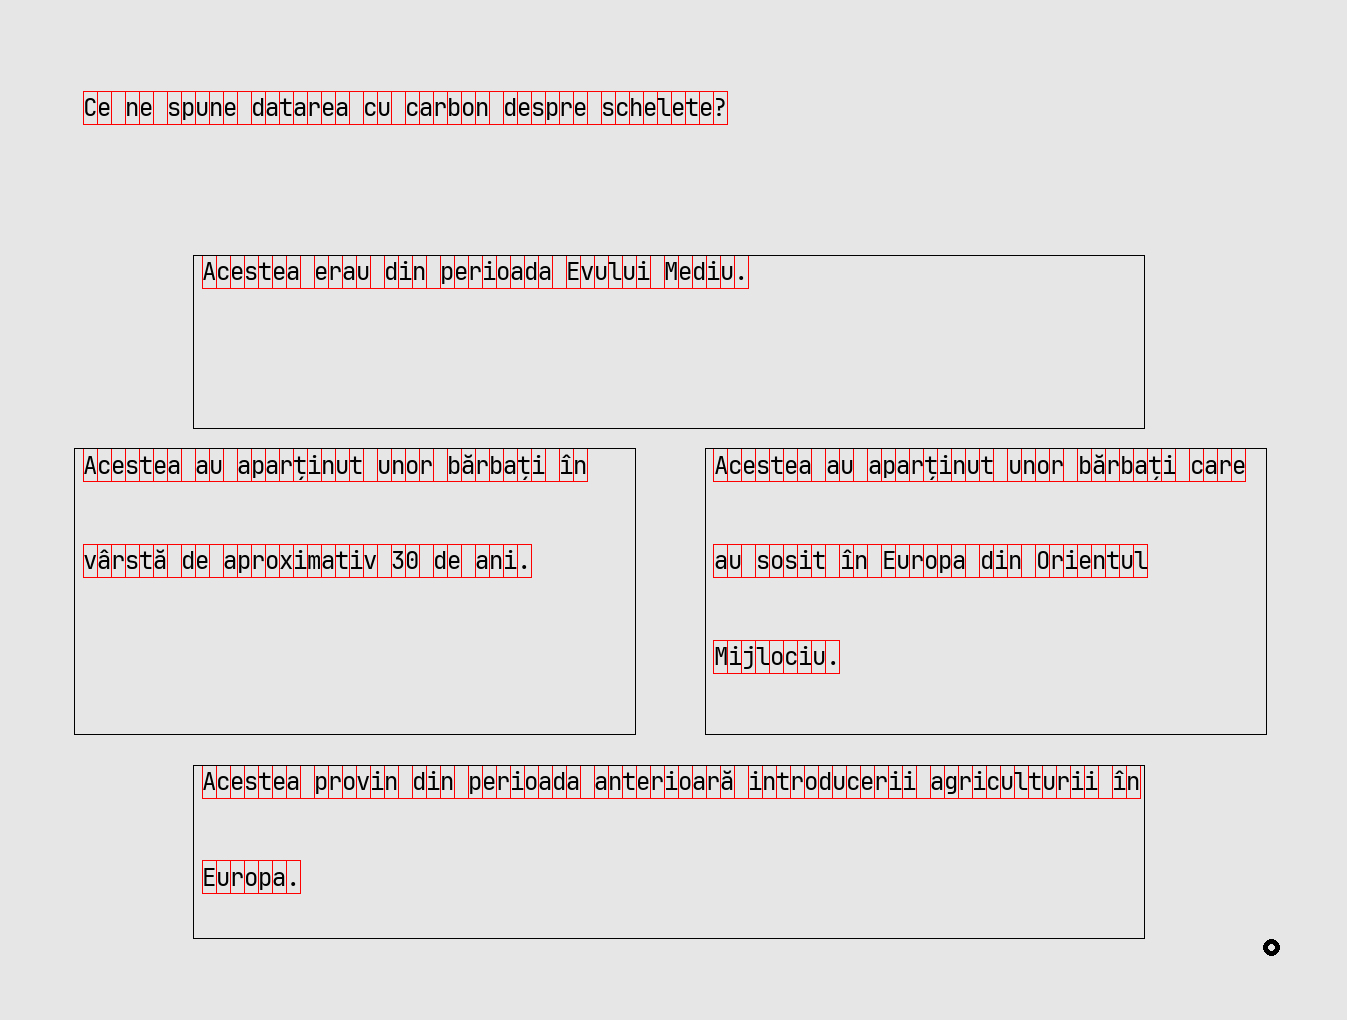 Ce ne spune datarea cu carbon despre schelete?
Acestea erau din perioada Evului Mediu.
Acestea au aparținut unor bărbați în
vârstă de aproximativ 30 de ani.
Acestea au aparținut unor bărbați care
au sosit în Europa din Orientul
Mijlociu.
Acestea provin din perioada anterioară introducerii agriculturii în
Europa.